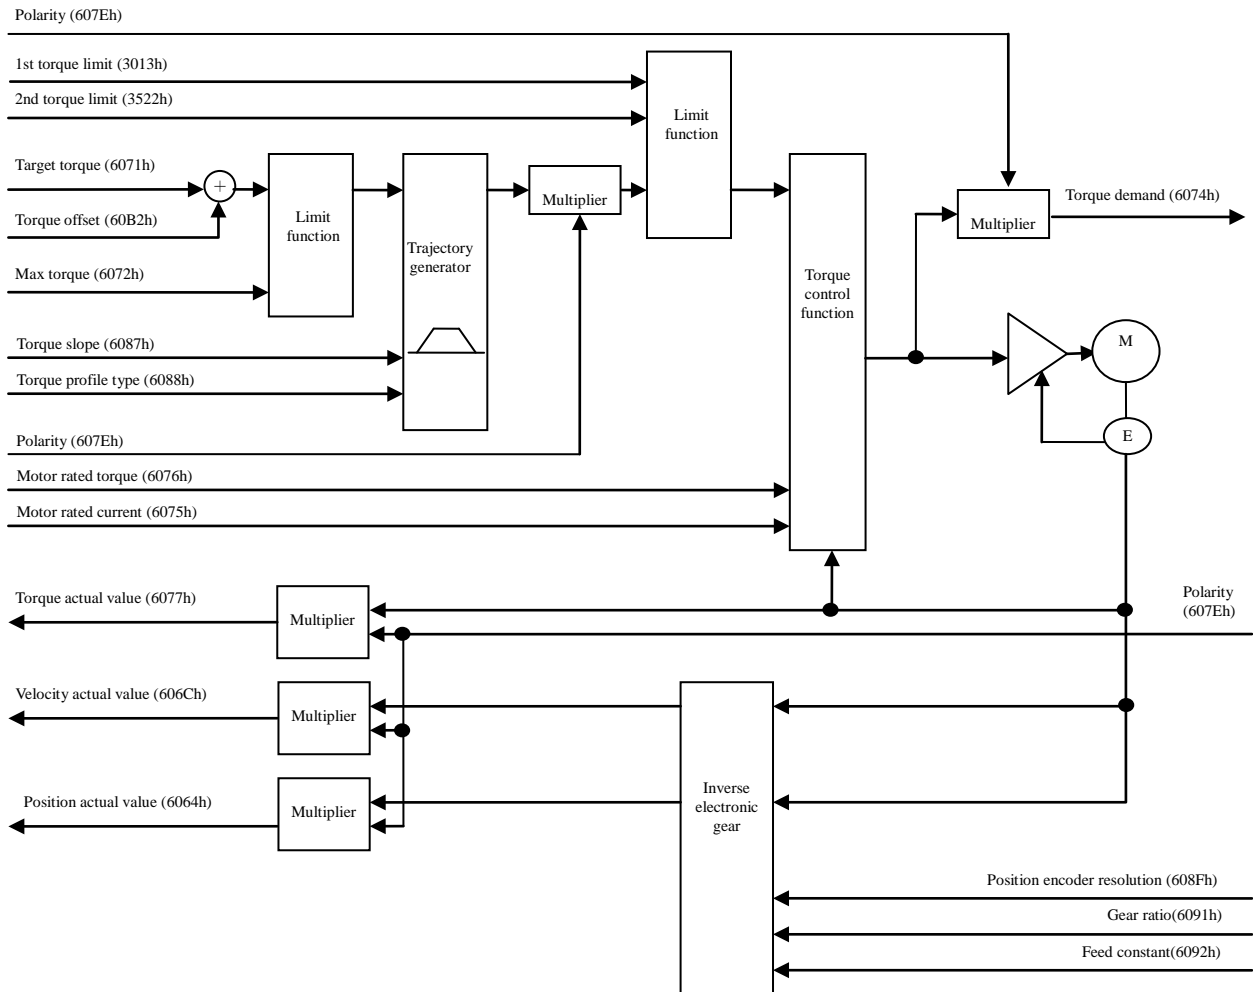 Polarity (607Eh)
1st torque limit (3013h)
2nd torque limit (3522h)
Limit
function
Target torque (6071h)
+
Torque offset (60B2h)
Limit
function
Max torque (6072h)
Trajectory
generator
Multiplier
Torque
control
function
Multiplier
Torque demand (6074h)
Torque slope (6087h)
Torque profile type (6088h)
M
E
Polarity (607Eh)
Motor rated torque (6076h)
Motor rated current (6075h)
Torque actual value (6077h)
Multiplier
Polarity
(607Eh)
Velocity actual value (606Ch)
Multiplier
Position actual value (6064h)
Multiplier
Inverse
electronic
gear
Position encoder resolution (608Fh)
Gear ratio(6091h)
Feed constant(6092h)